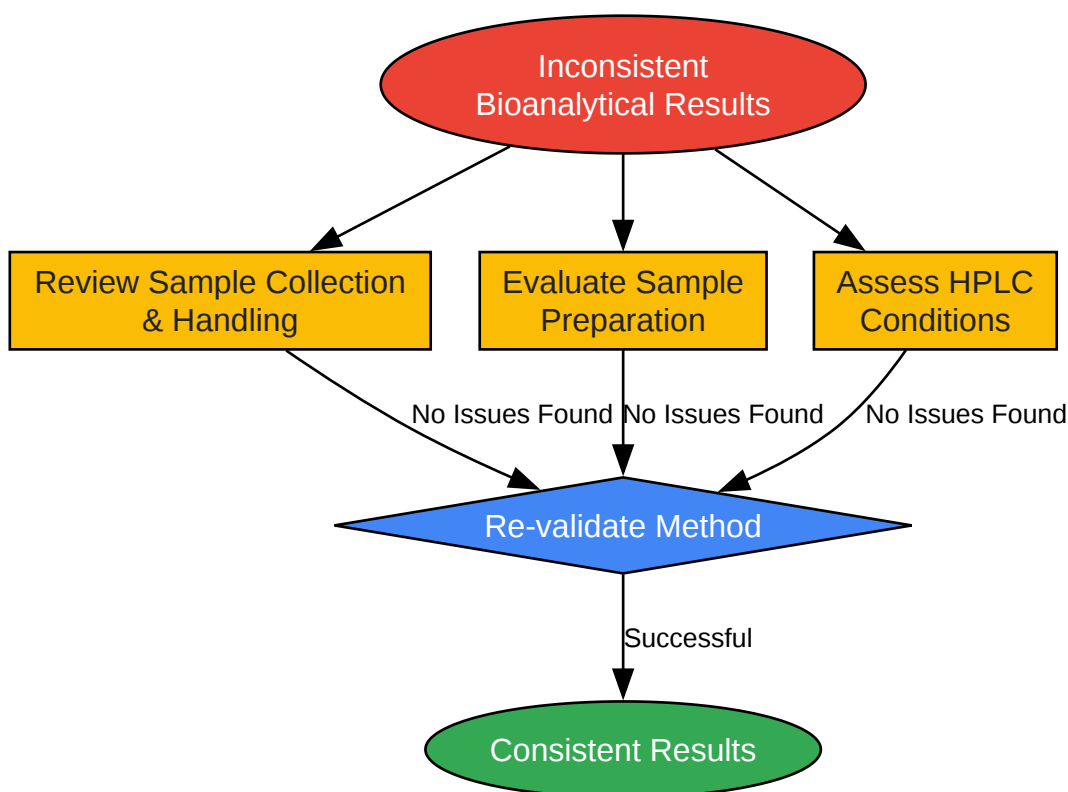 Inconsistent
Bioanalytical Results
Review Sample Collection
& Handling
Evaluate Sample
Preparation
Assess HPLC
Conditions
No Issues Found
No Issues Found
No Issues Found
Re-validate Method
Successful
Consistent Results